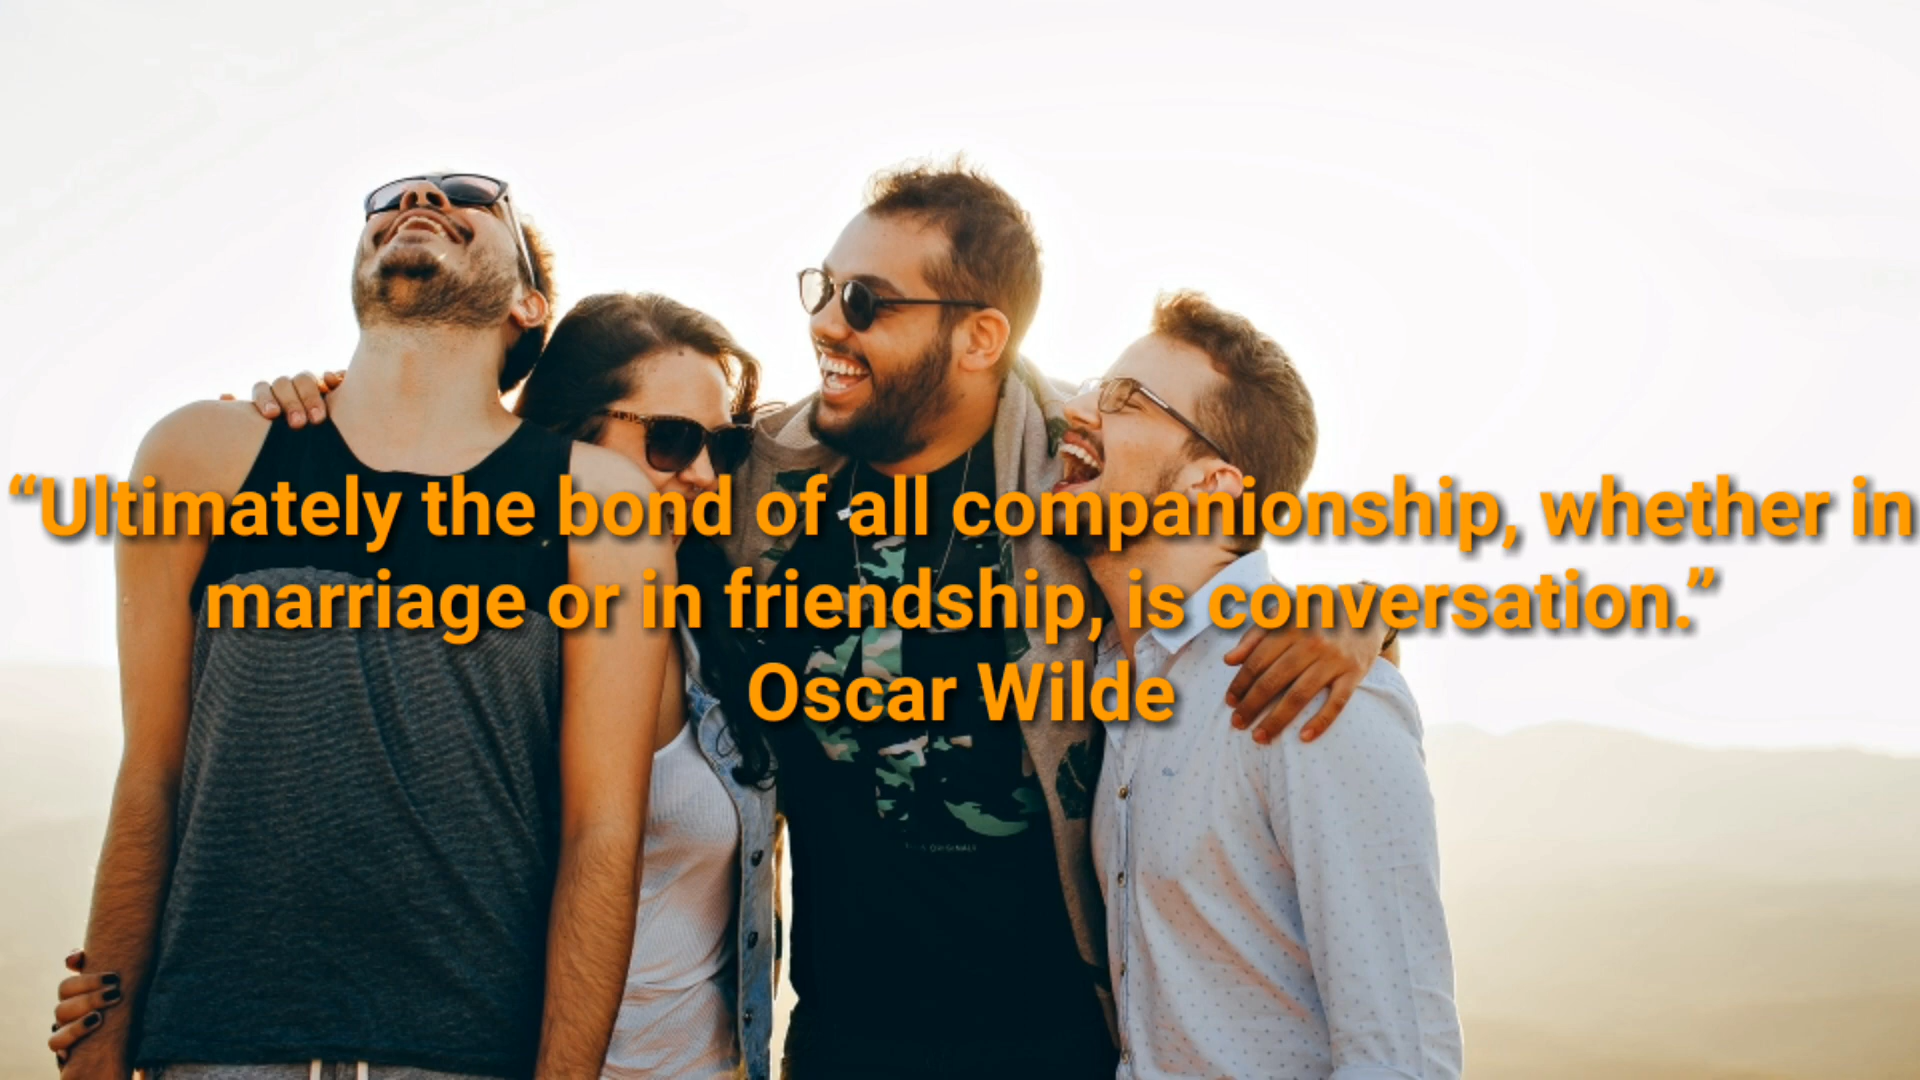 “Ultimately the bond of all companionship, whether in
marriage or in friendship, is conversation.”
Oscar Wilde